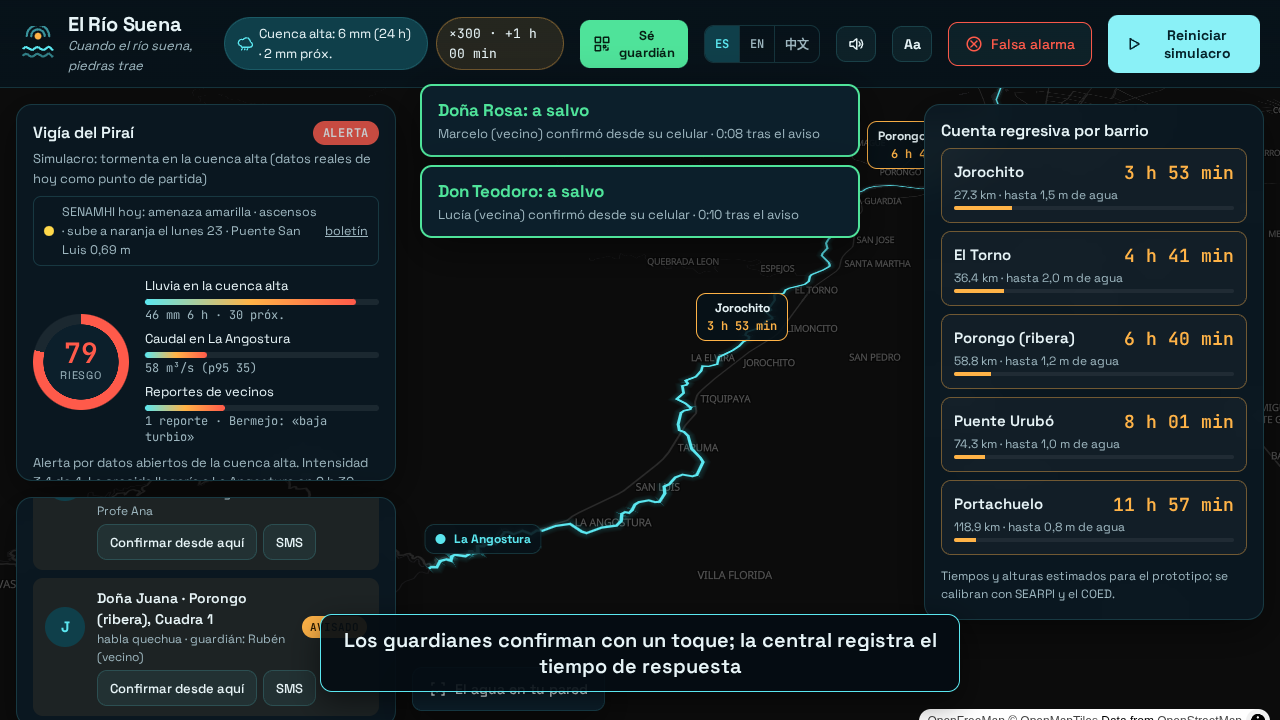 El Río Suena
Cuando el río suena,
piedras trae
Cuenca alta: 6 mm (24 h)
· 2 mm próx.
×300 · +1 h
00 min
Sé
guardián
ES
EN
中文
Aa
Falsa alarma
Reiniciar
simulacro
Vigía del Piraí
ALERTA
Simulacro: tormenta en la cuenca alta (datos reales de
hoy como punto de partida)
SENAMHI hoy: amenaza amarilla · ascensos
· sube a naranja el lunes 23 · Puente San
Luis 0,69 m
boletín
79
RIESGO
Lluvia en la cuenca alta
46 mm 6 h · 30 próx.
Caudal en La Angostura
58 m³/s (p95 35)
Reportes de vecinos
1 reporte · Bermejo: «baja
turbio»
Alerta por datos abiertos de la cuenca alta. Intensidad
Profe Ana
Confirmar desde aquí
SMS
J
Doña Juana · Porongo
(ribera), Cuadra 1
habla quechua · guardián: Rubén
(vecino)
Confirmar desde aquí
SMS
Doña Rosa: a salvo
Marcelo (vecino) confirmó desde su celular · 0:08 tras el aviso
Don Teodoro: a salvo
Lucía (vecina) confirmó desde su celular · 0:10 tras el aviso
Porongo
6 h 4
PORONGO
GUARDIA
SAN JOSE
QUEBRADA LEON
ESPEJOS
SANTA MARTHA
EL TORNO
Jorochito
3 h 53 min
LIMONCITO
LA ELVIRA
JOROCHITO
SAN PEDRO
TIQUIPAYA
TARUMA
SAN LUIS
LA ANGOSTURA
La Angostura
VILLA FLORIDA
Los guardianes confirman con un toque; la central registra el
tiempo de respuesta
El agua en tu pared
Cuenta regresiva por barrio
Jorochito
3 h 53 min
27.3 km · hasta 1,5 m de agua
El Torno
4 h 41 min
36.4 km · hasta 2,0 m de agua
Porongo (ribera)
6 h 40 min
58.8 km · hasta 1,2 m de agua
Puente Urubó
8 h 01 min
74.3 km · hasta 1,0 m de agua
Portachuelo
11 h 57 min
118.9 km · hasta 0,8 m de agua
Tiempos y alturas estimados para el prototipo; se
calibran con SEARPI y el COED.
OpenFreeMap © OpenMapTiles Data from OpenStreetMap